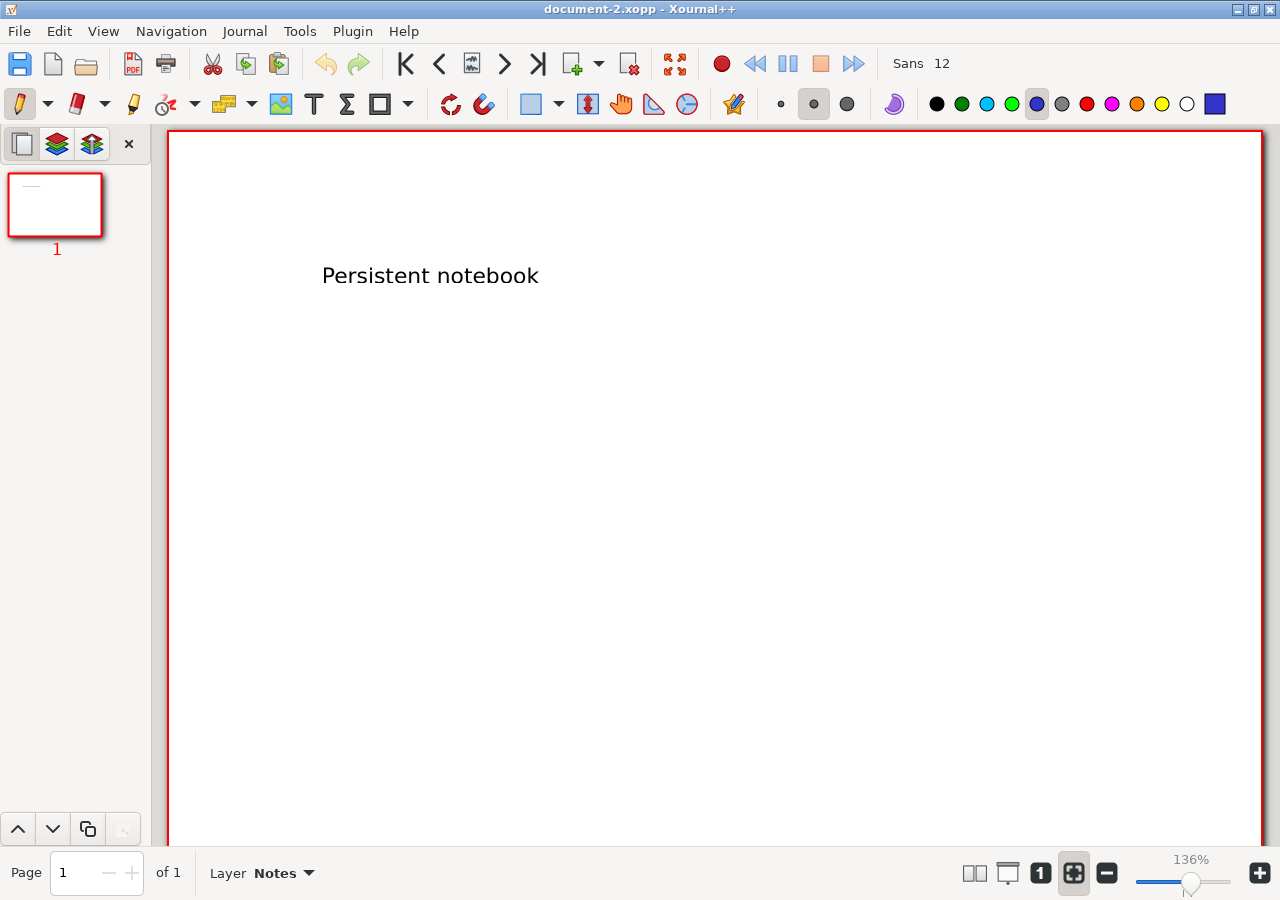 document-2.xopp - Xournal++
File Edit View Navigation Journal Tools Plugin Help
Sans 12
1
Persistent notebook
Page 1 of 1 Layer Notes
136%